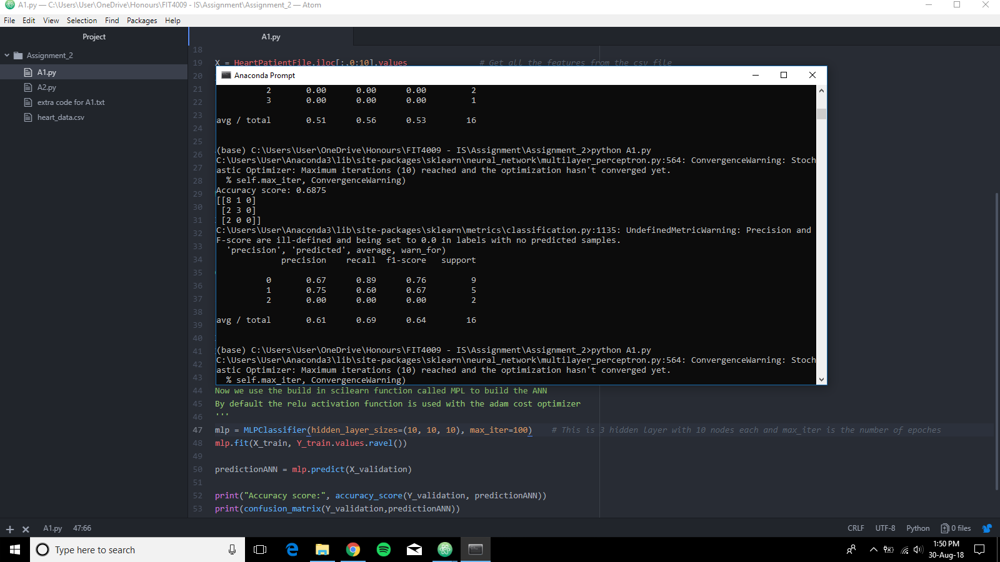 A1.py — C:\Users\User\OneDrive\Honours\FIT4009 - IS\Assignment\Assignment_2 — Atom
File Edit View Selection Find Packages Help
Project
A1.py
Assignment_2
A1.py
A2.py
extra code for A1.txt
heart_data.csv
18
19 X = HeartPatientFile.iloc[:,0:10].values # Get all the features from the csv file
20
21
22
23
24
25
26
27
28
29
30
31
32
33
34
35
36
37
38
39
40
41
42
43
Anaconda Prompt
2 0.00 0.00 0.00 2
3 0.00 0.00 0.00 1
avg / total 0.51 0.56 0.53 16
(base) C:\Users\User\OneDrive\Honours\FIT4009 - IS\Assignment\Assignment_2>python A1.py
C:\Users\User\Anaconda3\lib\site-packages\sklearn\neural_network\multilayer_perceptron.py:564: ConvergenceWarning: Stoch
astic Optimizer: Maximum iterations (10) reached and the optimization hasn't converged yet.
% self.max_iter, ConvergenceWarning)
Accuracy score: 0.6875
[[8 1 0]
[2 3 0]
[2 0 0]]
C:\Users\User\Anaconda3\lib\site-packages\sklearn\metrics\classification.py:1135: UndefinedMetricWarning: Precision and
F-score are ill-defined and being set to 0.0 in labels with no predicted samples.
'precision', 'predicted', average, warn_for)
precision recall f1-score support
0 0.67 0.89 0.76 9
1 0.75 0.60 0.67 5
2 0.00 0.00 0.00 2
avg / total 0.61 0.69 0.64 16
(base) C:\Users\User\OneDrive\Honours\FIT4009 - IS\Assignment\Assignment_2>python A1.py
C:\Users\User\Anaconda3\lib\site-packages\sklearn\neural_network\multilayer_perceptron.py:564: ConvergenceWarning: Stoch
astic Optimizer: Maximum iterations (10) reached and the optimization hasn't converged yet.
% self.max_iter, ConvergenceWarning)
44 Now we use the build in scilearn function called MPL to build the ANN
45 By default the relu activation function is used with the adam cost optimizer
46 '''
47 mlp = MLPClassifier(hidden_layer_sizes=(10, 10, 10), max_iter=100) # This is 3 hidden layer with 10 nodes each and max_iter is the number of epoches
48 mlp.fit(X_train, Y_train.values.ravel())
49
50 predictionANN = mlp.predict(X_validation)
51
52 print("Accuracy score:", accuracy_score(Y_validation, predictionANN))
53 print(confusion_matrix(Y_validation,predictionANN))
A1.py 47:66 CRLF UTF-8 Python 0 files
Type here to search
1:50 PM
30-Aug-18